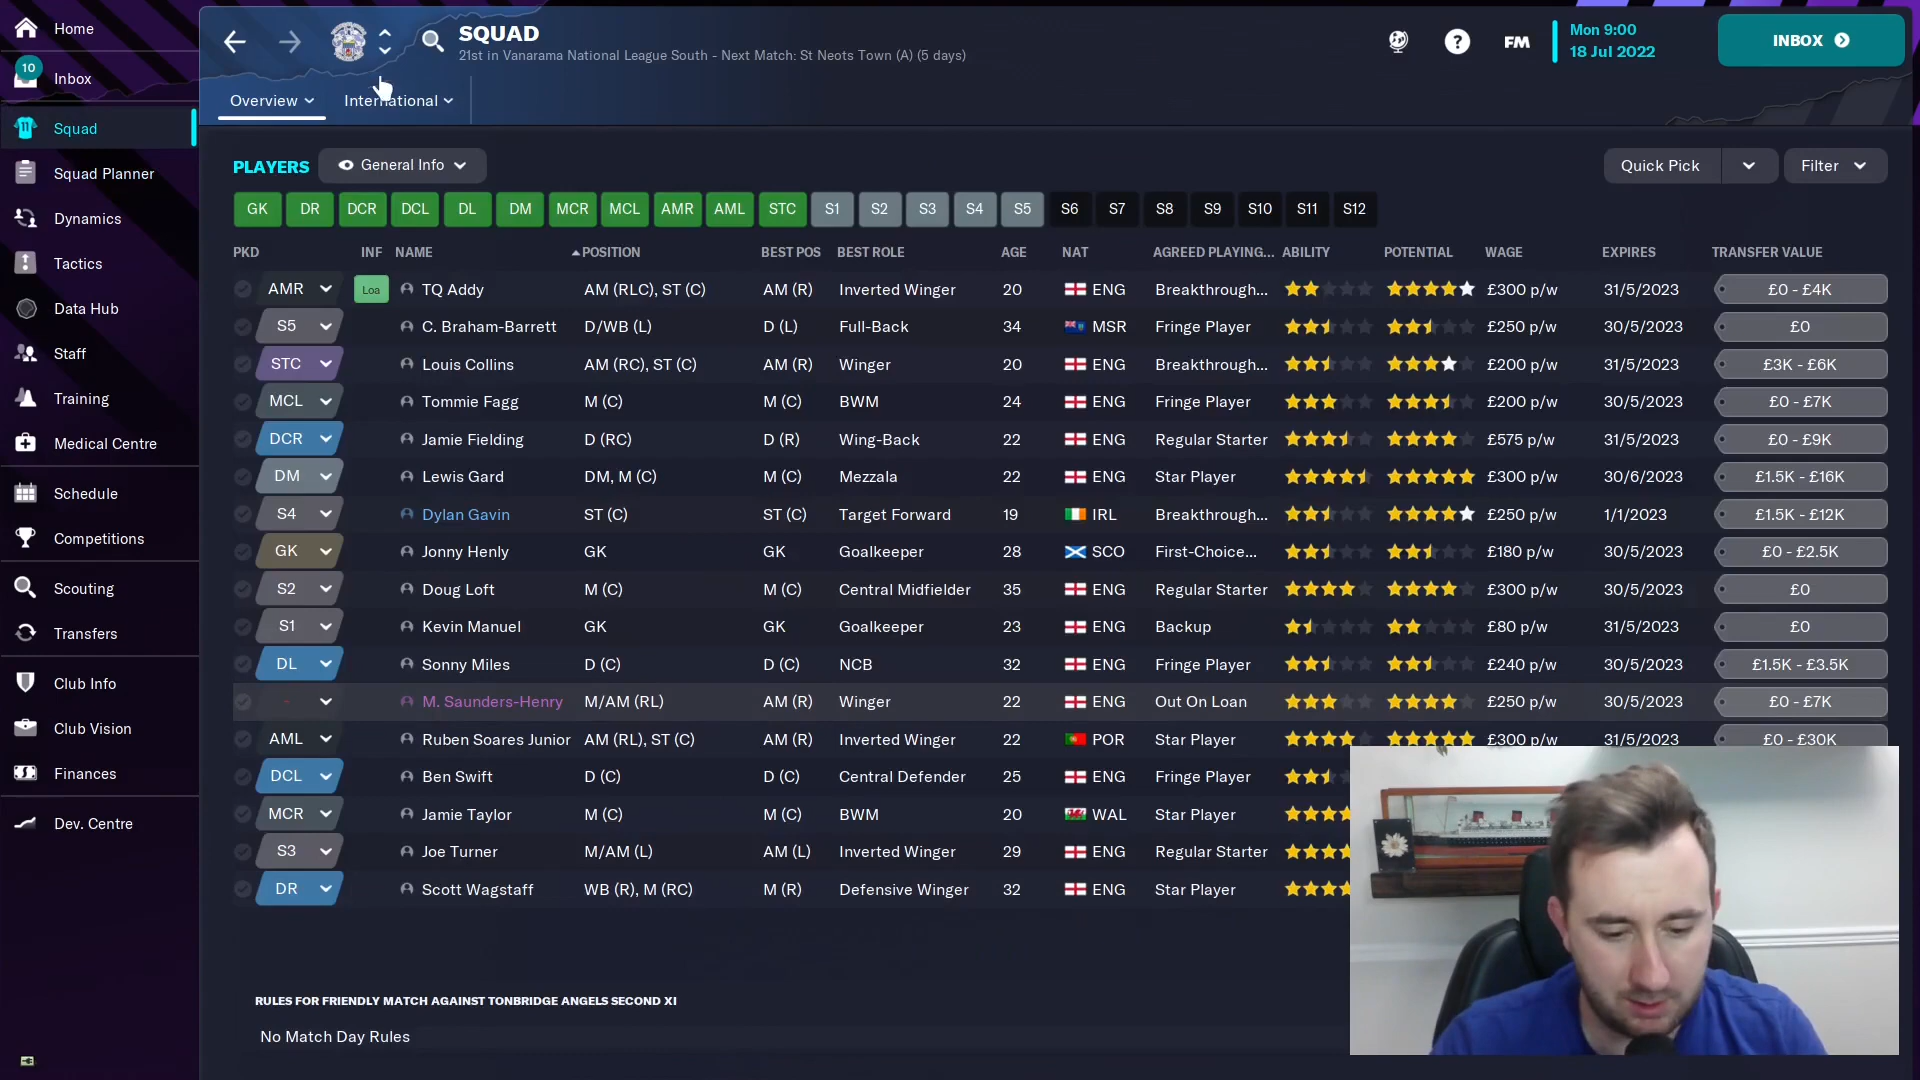 Home
10
Inbox
Squad
Squad Planner
Dynamics
Tactics
Data Hub
Staff
Training
Medical Centre
Schedule
Competitions
Scouting
Transfers
Club Info
Club Vision
Finances
Dev. Centre
SQUAD
21st in Vanarama National League South - Next Match: St Neots Town (A) (5 days)
? FM Mon 9:00
18 Jul 2022
INBOX
Overview International
PLAYERS General Info Quick Pick Filter
GK DR DCR DCL DL DM MCR MCL AMR AML STC S1 S2 S3 S4 S5 S6 S7 S8 S9 S10 S11 S12
PKD INF NAME POSITION BEST POS BEST ROLE AGE NAT AGREED PLAYING... ABILITY POTENTIAL WAGE EXPIRES TRANSFER VALUE
AMR Loa TQ Addy AM (RLC), ST (C) AM (R) Inverted Winger 20 ENG Breakthrough... £300 p/w 31/5/2023 £0 - £4K
S5 C. Braham-Barrett D/WB (L) D (L) Full-Back 34 MSR Fringe Player £250 p/w 30/5/2023 £0
STC Louis Collins AM (RC), ST (C) AM (R) Winger 20 ENG Breakthrough... £200 p/w 31/5/2023 £3K - £6K
MCL Tommie Fagg M (C) M (C) BWM 24 ENG Fringe Player £200 p/w 30/5/2023 £0 - £7K
DCR Jamie Fielding D (RC) D (R) Wing-Back 22 ENG Regular Starter £575 p/w 31/5/2023 £0 - £9K
DM Lewis Gard DM, M (C) M (C) Mezzala 22 ENG Star Player £300 p/w 30/6/2023 £1.5K - £16K
S4 Dylan Gavin ST (C) ST (C) Target Forward 19 IRL Breakthrough... £250 p/w 1/1/2023 £1.5K - £12K
GK Jonny Henly GK GK Goalkeeper 28 SCO First-Choice... £180 p/w 30/5/2023 £0 - £2.5K
S2 Doug Loft M (C) M (C) Central Midfielder 35 ENG Regular Starter £300 p/w 30/5/2023 £0
S1 Kevin Manuel GK GK Goalkeeper 23 ENG Backup £80 p/w 31/5/2023 £0
DL Sonny Miles D (C) D (C) NCB 32 ENG Fringe Player £240 p/w 30/5/2023 £1.5K - £3.5K
- M. Saunders-Henry M/AM (RL) AM (R) Winger 22 ENG Out On Loan £250 p/w 30/5/2023 £0 - £7K
AML Ruben Soares Junior AM (RL), ST (C) AM (R) Inverted Winger 22 POR Star Player £300 p/w 31/5/2023 £0 - £30K
DCL Ben Swift D (C) D (C) Central Defender 25 ENG Fringe Player
MCR Jamie Taylor M (C) M (C) BWM 20 WAL Star Player
S3 Joe Turner M/AM (L) AM (L) Inverted Winger 29 ENG Regular Starter
DR Scott Wagstaff WB (R), M (RC) M (R) Defensive Winger 32 ENG Star Player
RULES FOR FRIENDLY MATCH AGAINST TONBRIDGE ANGELS SECOND XI
No Match Day Rules